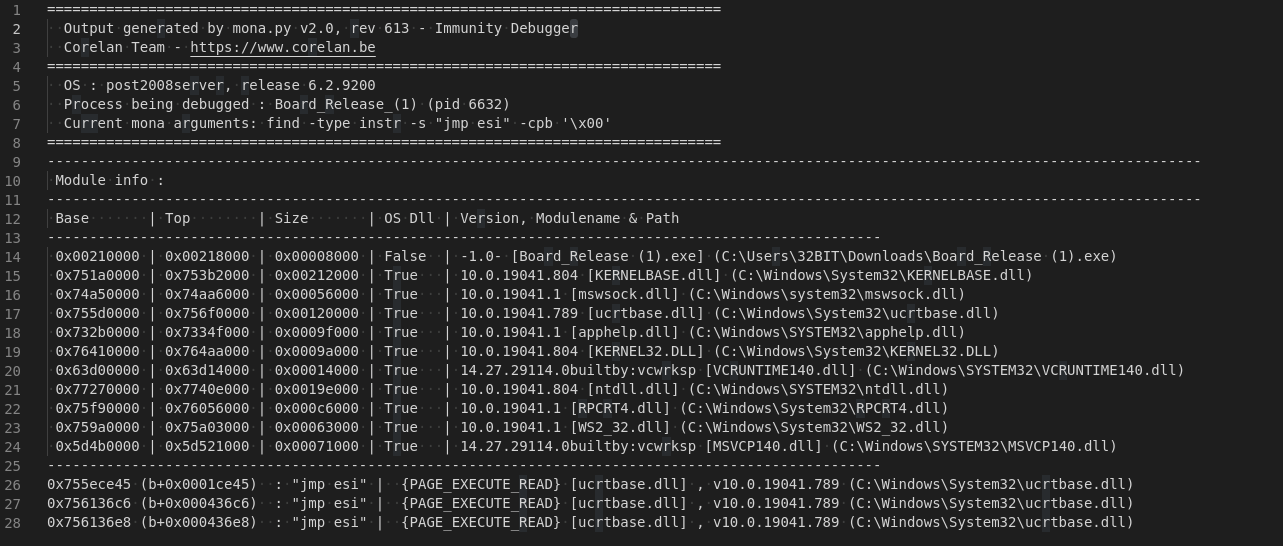 1 ================================================================================
2 Output generated by mona.py v2.0, rev 613 - Immunity Debugger
3 Corelan Team - https://www.corelan.be
4 ================================================================================
5 OS : post2008server, release 6.2.9200
6 Process being debugged : Board_Release_(1) (pid 6632)
7 Current mona arguments: find -type instr -s "jmp esi" -cpb '\x00'
8 ================================================================================
9 -----------------------------------------------------------------------------------------------------------------------------------------
10 Module info :
11 -----------------------------------------------------------------------------------------------------------------------------------------
12 Base | Top | Size | OS Dll | Version, Modulename & Path
13 ---------------------------------------------------------------------------------------------------
14 0x00210000 | 0x00218000 | 0x00008000 | False | -1.0- [Board_Release (1).exe] (C:\Users\32BIT\Downloads\Board_Release (1).exe)
15 0x751a0000 | 0x753b2000 | 0x00212000 | True | 10.0.19041.804 [KERNELBASE.dll] (C:\Windows\System32\KERNELBASE.dll)
16 0x74a50000 | 0x74aa6000 | 0x00056000 | True | 10.0.19041.1 [mswsock.dll] (C:\Windows\system32\mswsock.dll)
17 0x755d0000 | 0x756f0000 | 0x00120000 | True | 10.0.19041.789 [ucrtbase.dll] (C:\Windows\System32\ucrtbase.dll)
18 0x732b0000 | 0x7334f000 | 0x0009f000 | True | 10.0.19041.1 [apphelp.dll] (C:\Windows\SYSTEM32\apphelp.dll)
19 0x76410000 | 0x764aa000 | 0x0009a000 | True | 10.0.19041.804 [KERNEL32.DLL] (C:\Windows\System32\KERNEL32.DLL)
20 0x63d00000 | 0x63d14000 | 0x00014000 | True | 14.27.29114.0builtby:vcwrksp [VCRUNTIME140.dll] (C:\Windows\SYSTEM32\VCRUNTIME140.dll)
21 0x77270000 | 0x7740e000 | 0x0019e000 | True | 10.0.19041.804 [ntdll.dll] (C:\Windows\SYSTEM32\ntdll.dll)
22 0x75f90000 | 0x76056000 | 0x000c6000 | True | 10.0.19041.1 [RPCRT4.dll] (C:\Windows\System32\RPCRT4.dll)
23 0x759a0000 | 0x75a03000 | 0x00063000 | True | 10.0.19041.1 [WS2_32.dll] (C:\Windows\System32\WS2_32.dll)
24 0x5d4b0000 | 0x5d521000 | 0x00071000 | True | 14.27.29114.0builtby:vcwrksp [MSVCP140.dll] (C:\Windows\SYSTEM32\MSVCP140.dll)
25 ---------------------------------------------------------------------------------------------------
26 0x755ece45 (b+0x0001ce45) : "jmp esi" | {PAGE_EXECUTE_READ} [ucrtbase.dll] , v10.0.19041.789 (C:\Windows\System32\ucrtbase.dll)
27 0x756136c6 (b+0x000436c6) : "jmp esi" | {PAGE_EXECUTE_READ} [ucrtbase.dll] , v10.0.19041.789 (C:\Windows\System32\ucrtbase.dll)
28 0x756136e8 (b+0x000436e8) : "jmp esi" | {PAGE_EXECUTE_READ} [ucrtbase.dll] , v10.0.19041.789 (C:\Windows\System32\ucrtbase.dll)